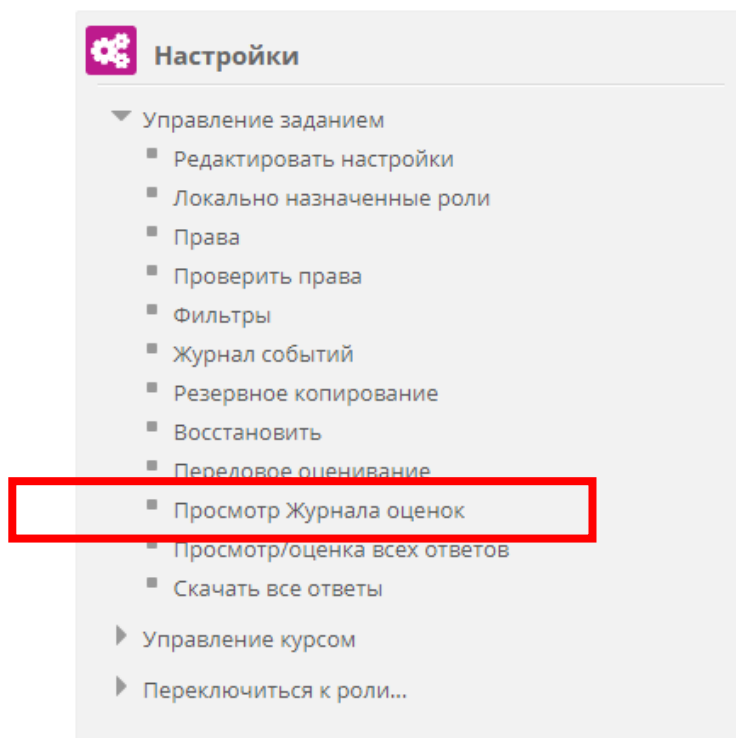 Настройки
Управление заданием
Редактировать настройки
Локально назначенные роли
Права
Проверить права
Фильтры
Журнал событий
Резервное копирование
Восстановить
Передовое оценивание
Просмотр Журнала оценок
Просмотр/оценка всех ответов
Скачать все ответы
Управление курсом
Переключиться к роли...